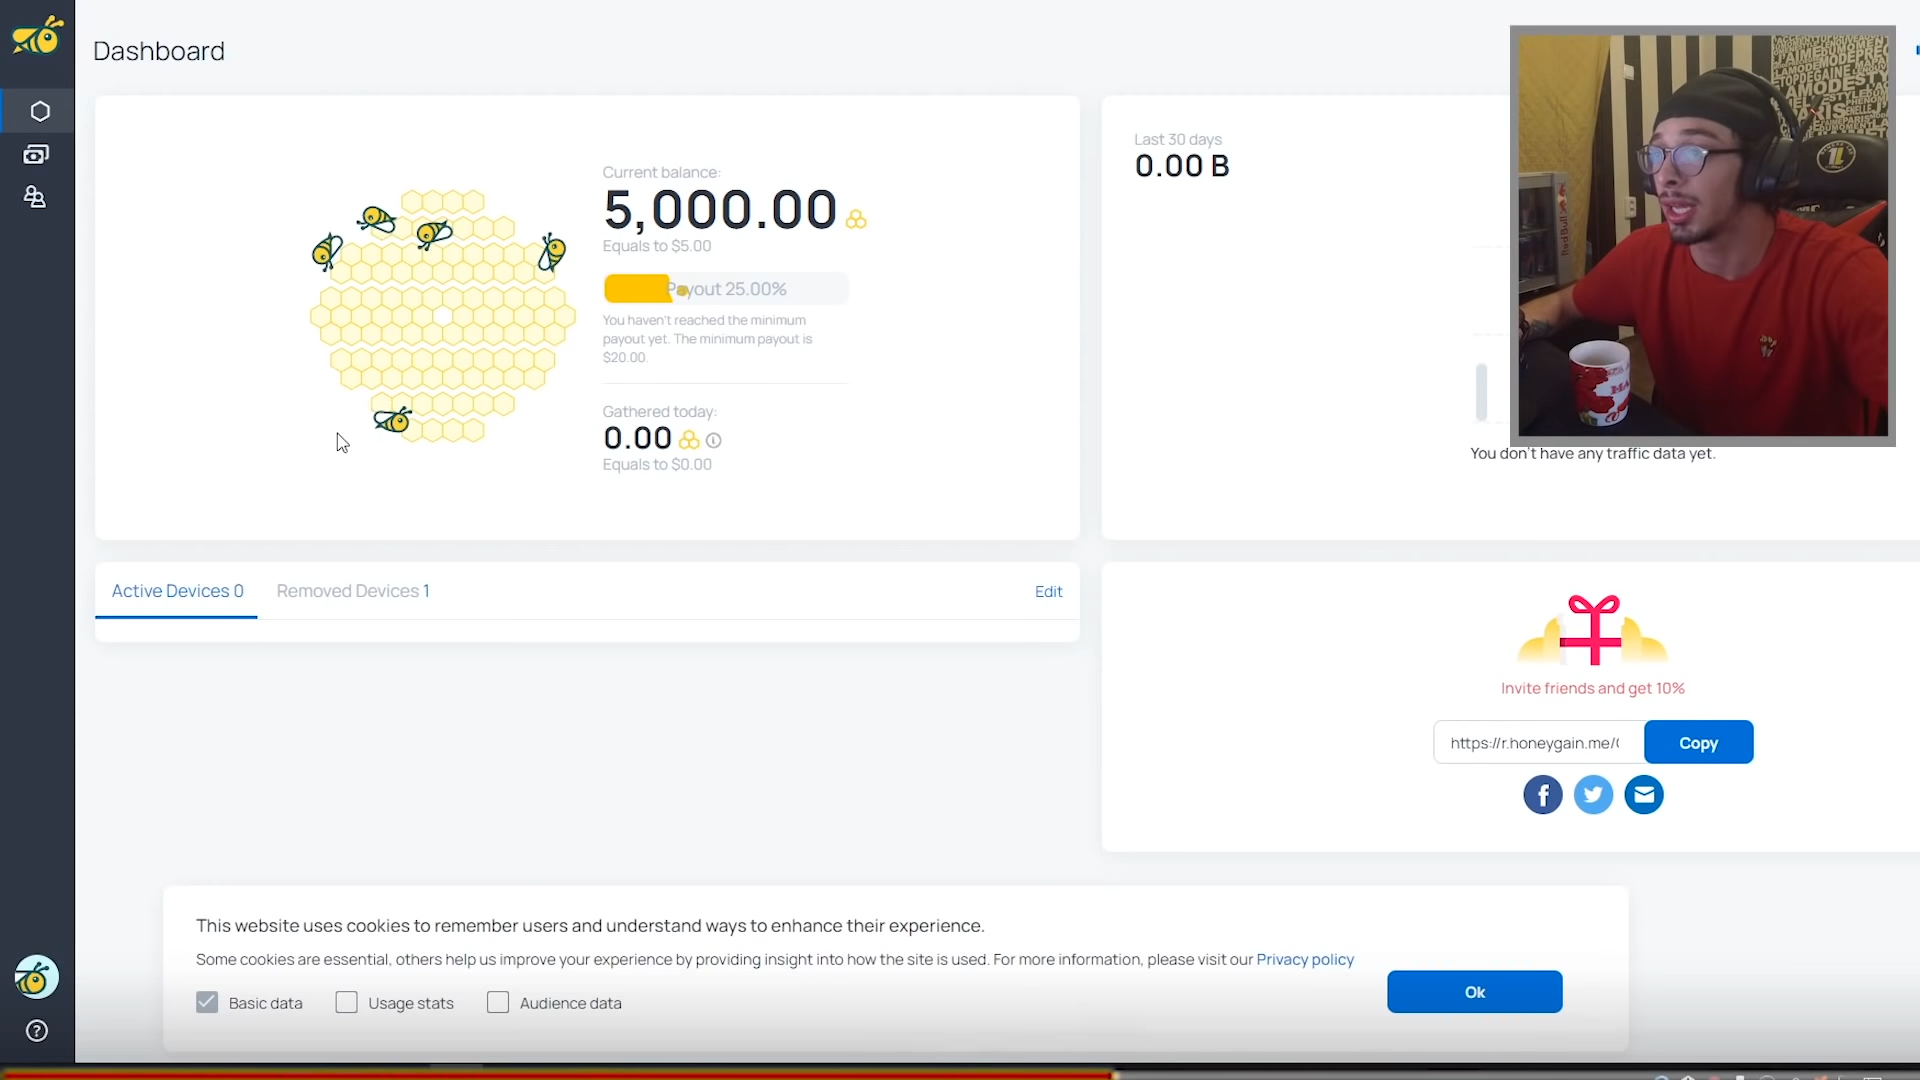 Dashboard
Current balance:
5,000.00
Equals to $5.00
Payout 25.00%
You haven't reached the minimum
payout yet. The minimum payout is
$20.00.
Gathered today:
0.00
Equals to $0.00
Last 30 days
0.00 B
You don't have any traffic data yet.
Active Devices 0
Removed Devices 1
Edit
Invite friends and get 10%
https://r.honeygain.me/
Copy
This website uses cookies to remember users and understand ways to enhance their experience.
Some cookies are essential, others help us improve your experience by providing insight into how the site is used. For more information, please visit our Privacy policy
Basic data
Usage stats
Audience data
Ok
J'AIME
LAMODE
PARIS
Red Bull